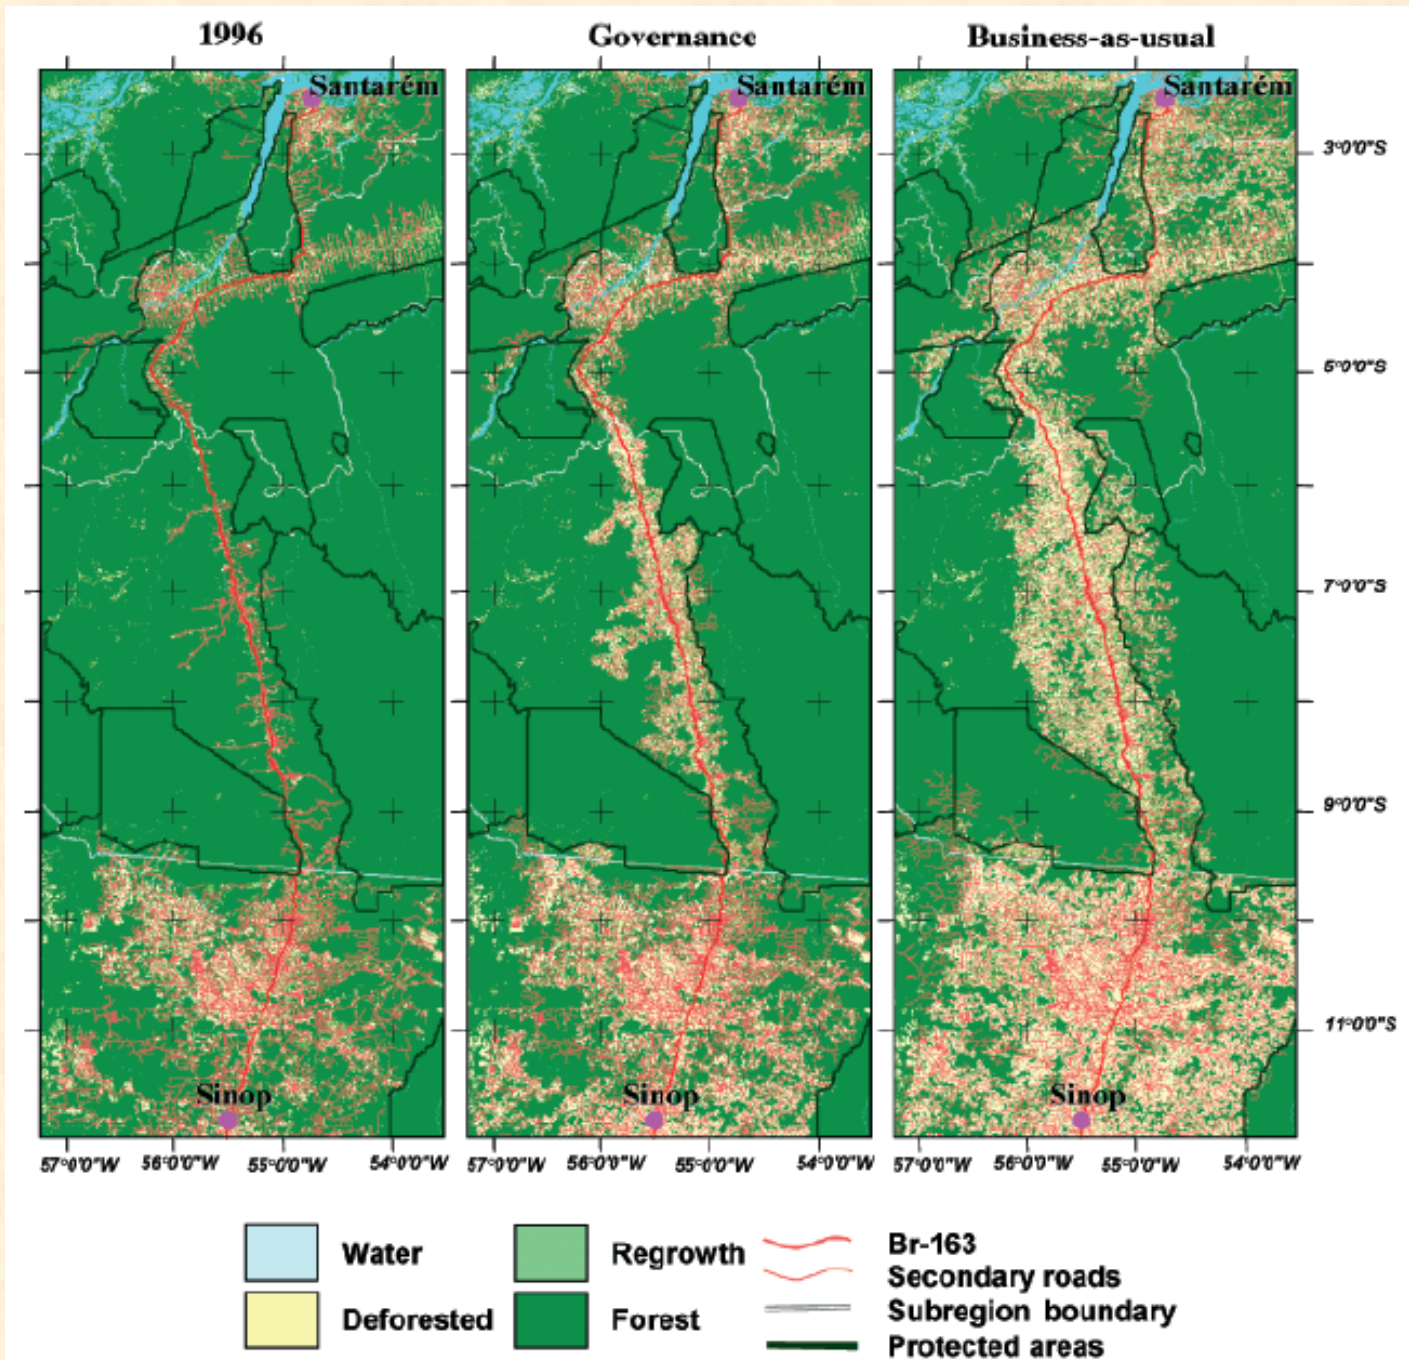 1996
Governance
Business-as-usual
Santarém
Santarém
Santarém
3°0'0"S
5°0'0"S
7°0'0"S
9°0'0"S
11°0'0"S
Sinop
Sinop
Sinop
57°0'0"W 56°0'0"W 55°0'0"W 54°0'0"W
57°0'0"W 56°0'0"W 55°0'0"W 54°0'0"W
57°0'0"W 56°0'0"W 55°0'0"W 54°0'0"W
Water
Deforested
Regrowth
Forest
Br-163
Secondary roads
Subregion boundary
Protected areas